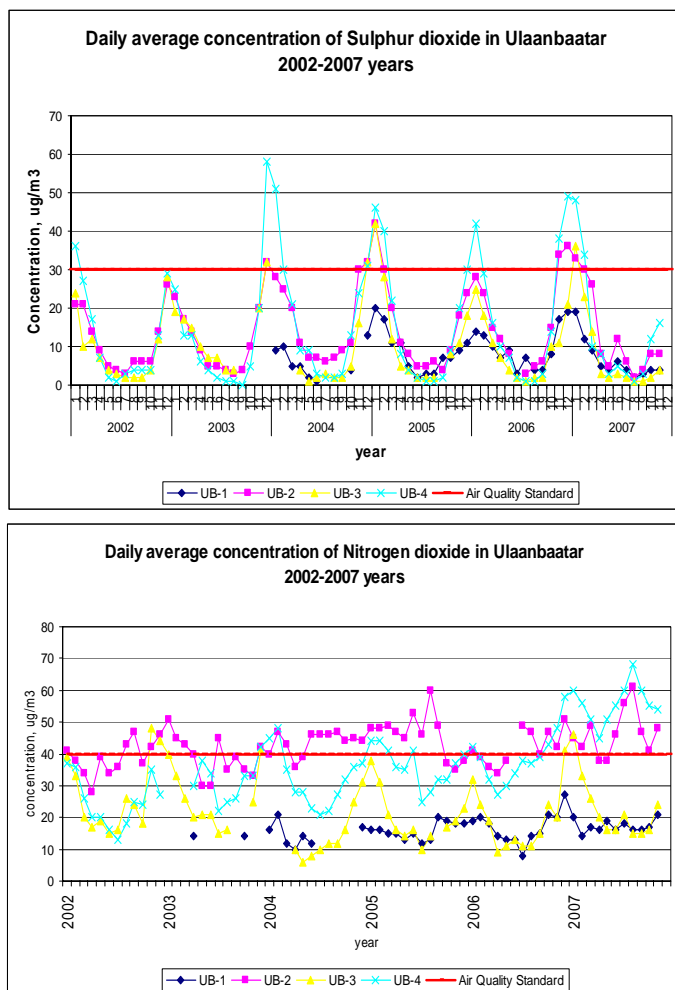 Daily average concentration of Sulphur dioxide in Ulaanbaatar
2002-2007 years
Concentration, ug/m3
70
60
50
40
30
20
10
0
2002 2003 2004 2005 2006 2007
year
UB-1 UB-2 UB-3 UB-4 Air Quality Standard
Daily average concentration of Nitrogen dioxide in Ulaanbaatar
2002-2007 years
concentration, ug/m3
80
70
60
50
40
30
20
10
0
2002 2003 2004 2005 2006 2007
year
UB-1 UB-2 UB-3 UB-4 Air Quality Standard